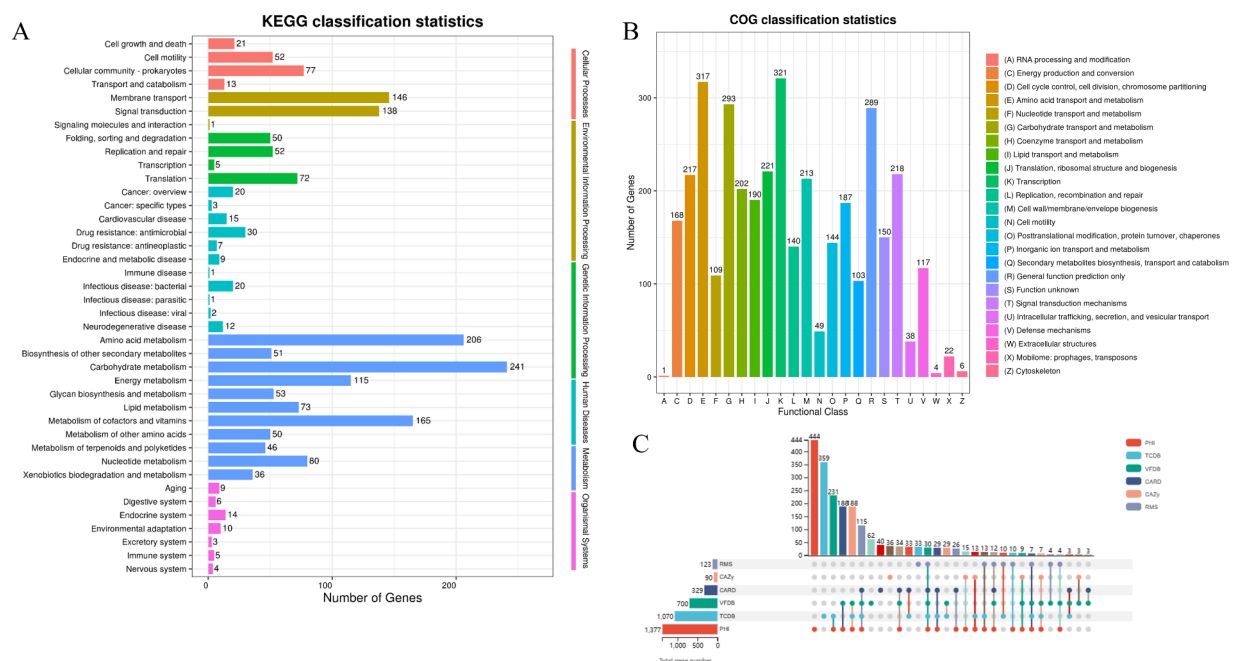 A
KEGG classification statistics
Cell growth and death 21
Cell motility 52
Cellular community - prokaryotes 77
Transport and catabolism 13
Membrane transport 146
Signal transduction 138
Signaling molecules and interaction 1
Folding, sorting and degradation 50
Replication and repair 52
Transcription 5
Translation 72
Cancer: overview 20
Cancer: specific types 3
Cardiovascular disease 15
Drug resistance: antimicrobial 30
Drug resistance: antineoplastic 7
Endocrine and metabolic disease 9
Immune disease 1
Infectious disease: bacterial 20
Infectious disease: parasitic 1
Infectious disease: viral 2
Neurodegenerative disease 12
Amino acid metabolism 206
Biosynthesis of other secondary metabolites 51
Carbohydrate metabolism 241
Energy metabolism 115
Glycan biosynthesis and metabolism 53
Lipid metabolism 73
Metabolism of cofactors and vitamins 165
Metabolism of other amino acids 50
Metabolism of terpenoids and polyketides 46
Nucleotide metabolism 80
Xenobiotics biodegradation and metabolism 36
Aging 9
Digestive system 6
Endocrine system 14
Environmental adaptation 10
Excretory system 3
Immune system 5
Nervous system 4
0 100 200
Number of Genes
Cellular Processes
Environmental Information Processing
Genetic Information Processing
Human Diseases
Metabolism
Organismal Systems
B
COG classification statistics
Number of Genes
300
200
100
0
1 168 217 317 109 293 202 190 221 321 140 213 49 144 187 103 289 150 218 38 117 4 22 6
A C D E F G H I J K L M N O P Q R S T U V W X Z
Functional Class
(A) RNA processing and modification
(C) Energy production and conversion
(D) Cell cycle control, cell division, chromosome partitioning
(E) Amino acid transport and metabolism
(F) Nucleotide transport and metabolism
(G) Carbohydrate transport and metabolism
(H) Coenzyme transport and metabolism
(I) Lipid transport and metabolism
(J) Translation, ribosomal structure and biogenesis
(K) Transcription
(L) Replication, recombination and repair
(M) Cell wall/membrane/envelope biogenesis
(N) Cell motility
(O) Posttranslational modification, protein turnover, chaperones
(P) Inorganic ion transport and metabolism
(Q) Secondary metabolites biosynthesis, transport and catabolism
(R) General function prediction only
(S) Function unknown
(T) Signal transduction mechanisms
(U) Intracellular trafficking, secretion, and vesicular transport
(V) Defense mechanisms
(W) Extracellular structures
(X) Mobilome: prophages, transposons
(Z) Cytoskeleton
C
444
400
350
300
250
200
150
100
50
0
444 359 231 188 188 115 62 40 36 34 33 33 30 29 29 26 15 13 13 12 10 10 9 7 7 4 4 3 3 3
PHI
TCDB
VFDB
CARD
CAZy
RMS
123 RMS
90 CAZy
329 CARD
700 VFDB
1,070 TCDB
1,377 PHI
1,000 500 0
Total gene number